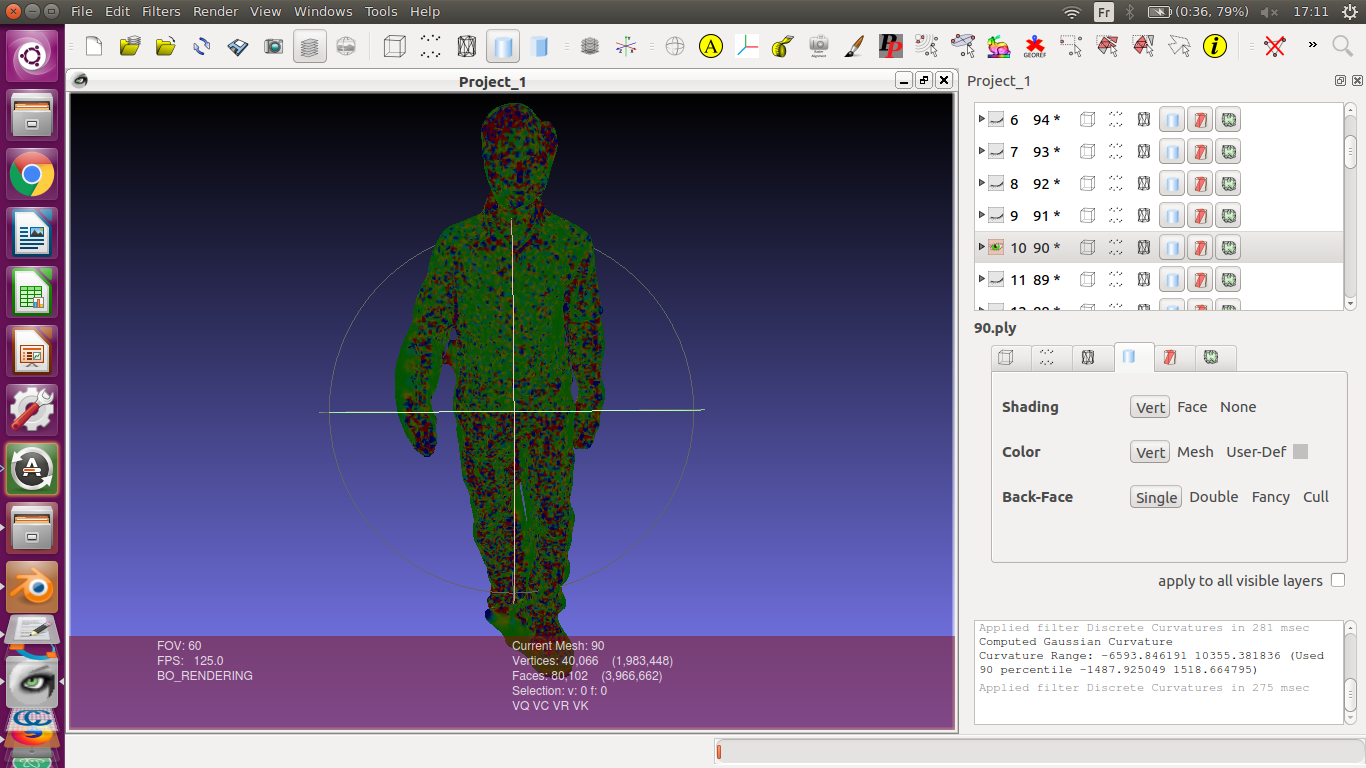 File Edit Filters Render View Windows Tools Help
Fr (0:36, 79%) 17:11
A PP GEOREF i »
Project_1
Project_1
6 94 *
7 93 *
8 92 *
9 91 *
10 90 *
11 89 *
90.ply
Shading Vert Face None
Color Vert Mesh User-Def
Back-Face Single Double Fancy Cull
apply to all visible layers
FOV: 60
FPS: 125.0
BO_RENDERING
Current Mesh: 90
Vertices: 40,066 (1,983,448)
Faces: 80,102 (3,966,662)
Selection: v: 0 f: 0
VQ VC VR VK
Applied filter Discrete Curvatures in 281 msec
Computed Gaussian Curvature
Curvature Range: -6593.846191 10355.381836 (Used
90 percentile -1487.925049 1518.664795)
Applied filter Discrete Curvatures in 275 msec